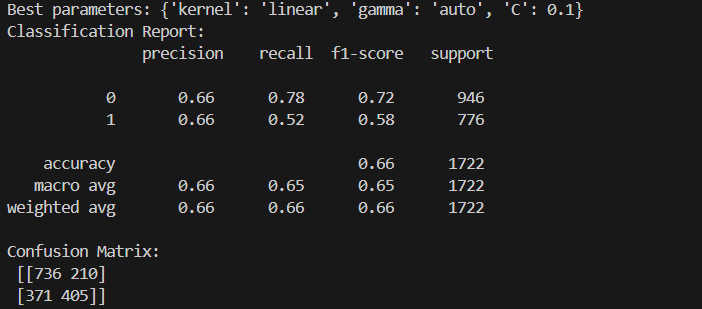 Best parameters: {'kernel': 'linear', 'gamma': 'auto', 'C': 0.1}
Classification Report:
              precision    recall  f1-score   support

           0       0.66      0.78      0.72       946
           1       0.66      0.52      0.58       776

    accuracy                           0.66      1722
   macro avg       0.66      0.65      0.65      1722
weighted avg       0.66      0.66      0.66      1722

Confusion Matrix:
 [[736 210]
 [371 405]]